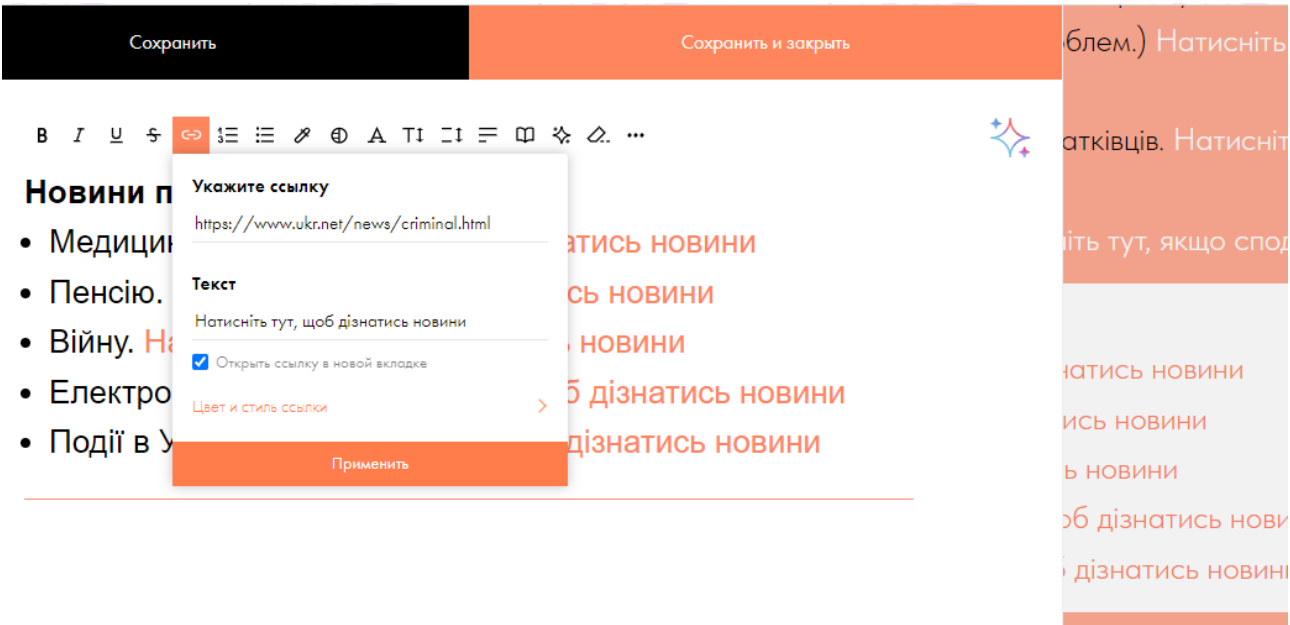 Сохранить
Сохранить и закрыть
Новини п
Медицин
атись новини
Пенсію.
сь новини
Війну. На
новини
Електро
б дізнатись новини
Події в У
дізнатись новини
Укажите ссылку
https://www.ukr.net/news/criminal.html
Текст
Натисніть тут, щоб дізнатись новини
Открыть ссылку в новой вкладке
Цвет и стиль ссылки
Применить
блем.) Натисніть
атківців. Натисніт
іть тут, якщо спод
натись новини
ись новини
ь новини
об дізнатись нови
дізнатись новин